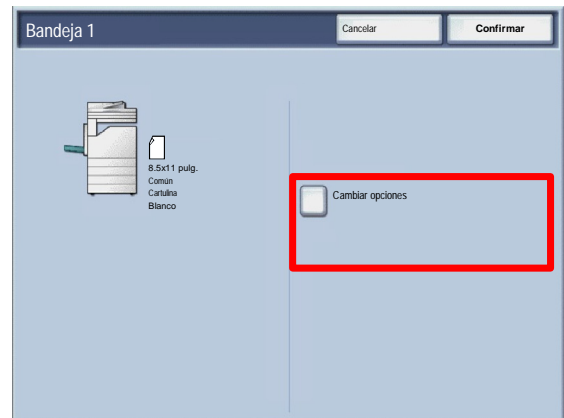 Bandeja 1
Cancelar
Confirmar
8.5x11 pulg.
Común
Cartulina
Blanco
Cambiar opciones